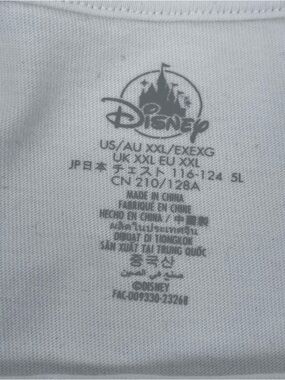 Disney
US/AU XXL/EXEXG
UK XXL EU XXL
JP日本 チェスト 116-124 5L
CN 210/128A
MADE IN CHINA
FABRIQUÉ EN CHINE
HECHO EN CHINA / 中國製
ผลิตในประเทศจีน
DIBUAT DI TIONGKOK
SẢN XUẤT TẠI TRUNG QUỐC
중국산
صنع في الصين
©DISNEY
FAC-009330-23268